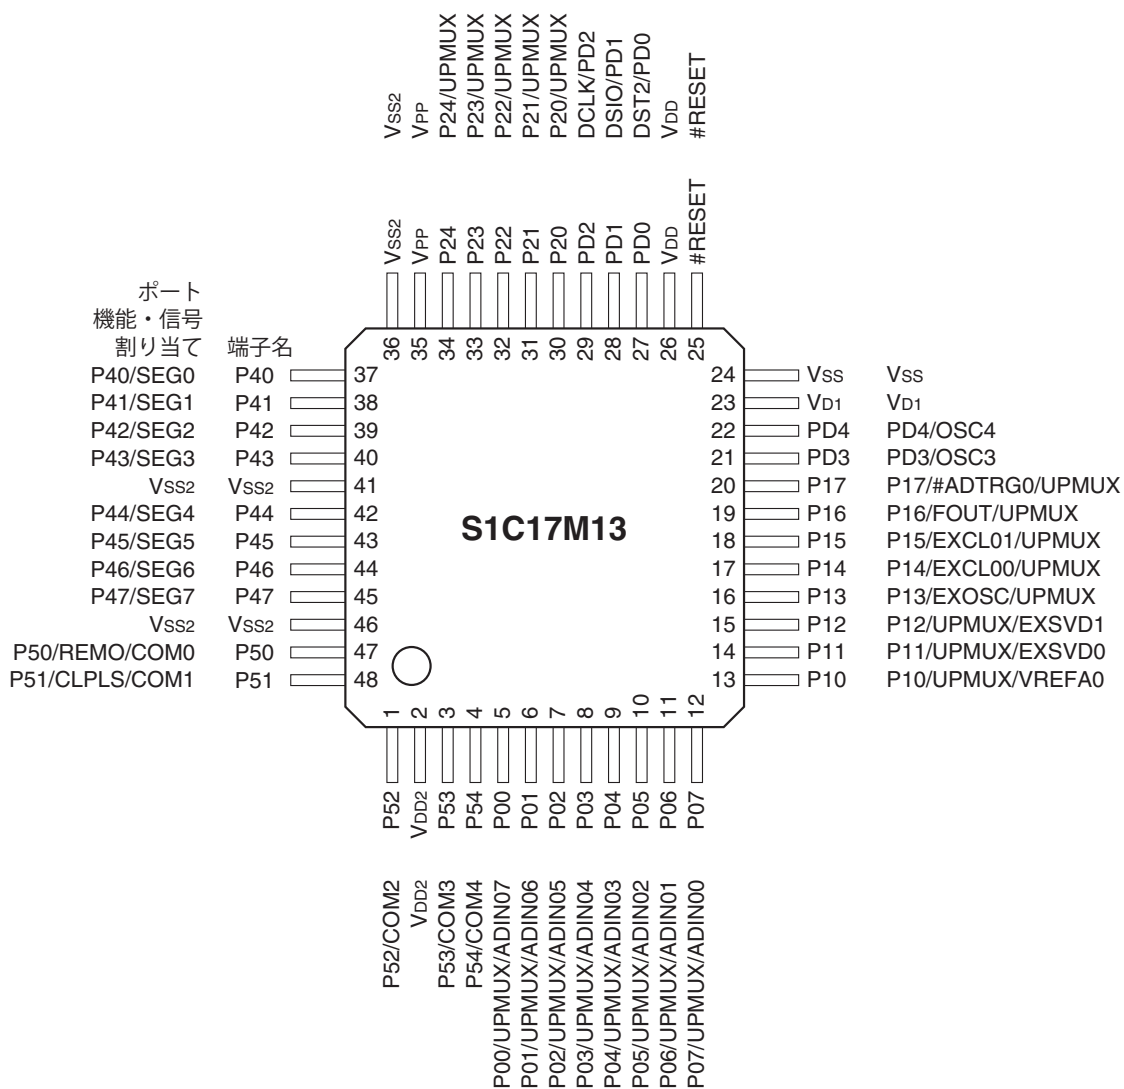 VSS2
VPP
P24/UPMUX
P23/UPMUX
P22/UPMUX
P21/UPMUX
P20/UPMUX
DCLK/PD2
DSIO/PD1
DST2/PD0
VDD
#RESET
VSS2
VPP
P24
P23
P22
P21
P20
PD2
PD1
PD0
VDD
#RESET
36
35
34
33
32
31
30
29
28
27
26
25
ポート
機能・信号
割り当て 端子名
P40/SEG0 P40 37
P41/SEG1 P41 38
P42/SEG2 P42 39
P43/SEG3 P43 40
VSS2 VSS2 41
P44/SEG4 P44 42
P45/SEG5 P45 43
P46/SEG6 P46 44
P47/SEG7 P47 45
VSS2 VSS2 46
P50/REMO/COM0 P50 47
P51/CLPLS/COM1 P51 48
S1C17M13
24 VSS VSS
23 VD1 VD1
22 PD4 PD4/OSC4
21 PD3 PD3/OSC3
20 P17 P17/#ADTRG0/UPMUX
19 P16 P16/FOUT/UPMUX
18 P15 P15/EXCL01/UPMUX
17 P14 P14/EXCL00/UPMUX
16 P13 P13/EXOSC/UPMUX
15 P12 P12/UPMUX/EXSVD1
14 P11 P11/UPMUX/EXSVD0
13 P10 P10/UPMUX/VREFA0
1
2
3
4
5
6
7
8
9
10
11
12
P52
VDD2
P53
P54
P00
P01
P02
P03
P04
P05
P06
P07
P52/COM2
VDD2
P53/COM3
P54/COM4
P00/UPMUX/ADIN07
P01/UPMUX/ADIN06
P02/UPMUX/ADIN05
P03/UPMUX/ADIN04
P04/UPMUX/ADIN03
P05/UPMUX/ADIN02
P06/UPMUX/ADIN01
P07/UPMUX/ADIN00